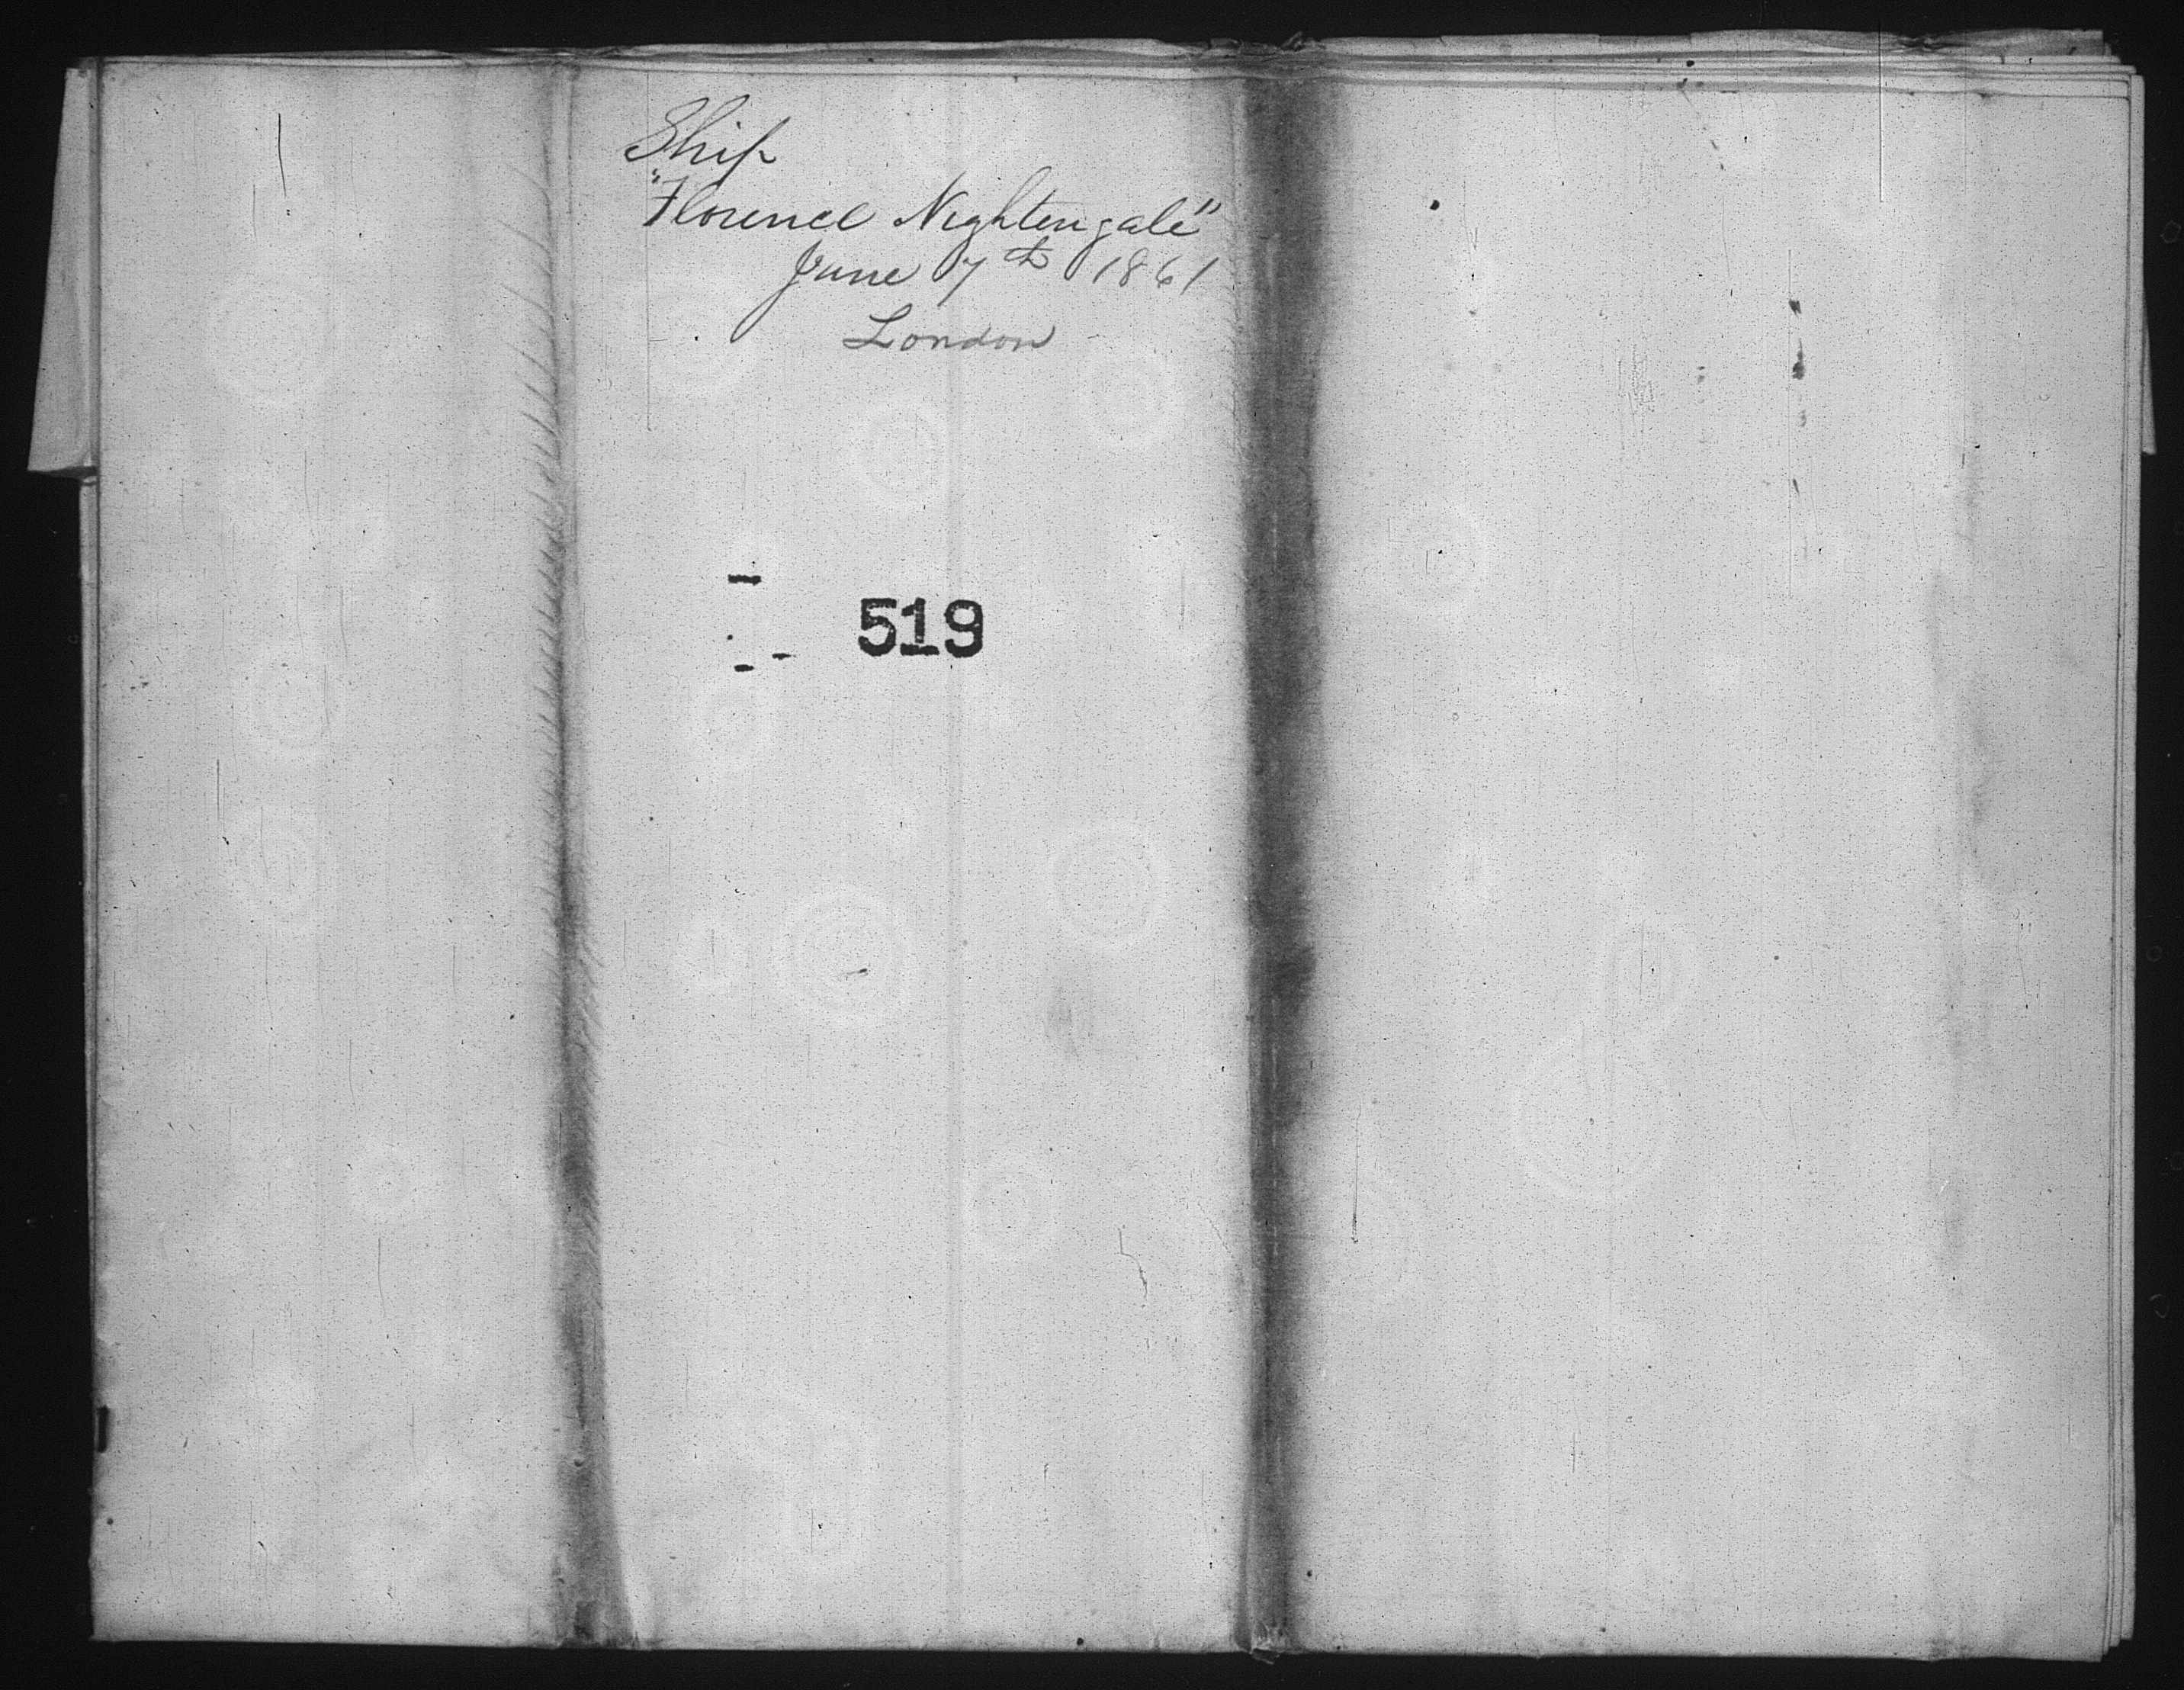 Ship
"Florence Nightengale"
June 7th 1861
London
519